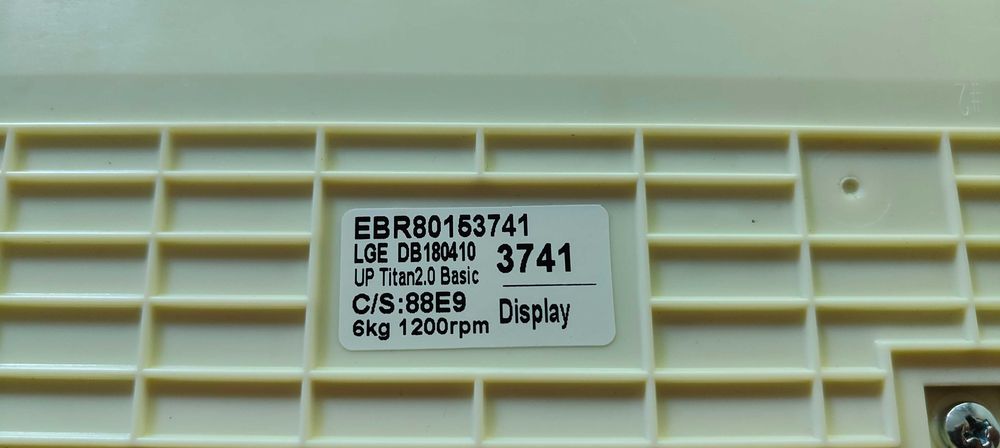 EBR80153741
LGE DB180410
3741
UP Titan2.0 Basic
C/S:88E9
Display
6kg 1200rpm